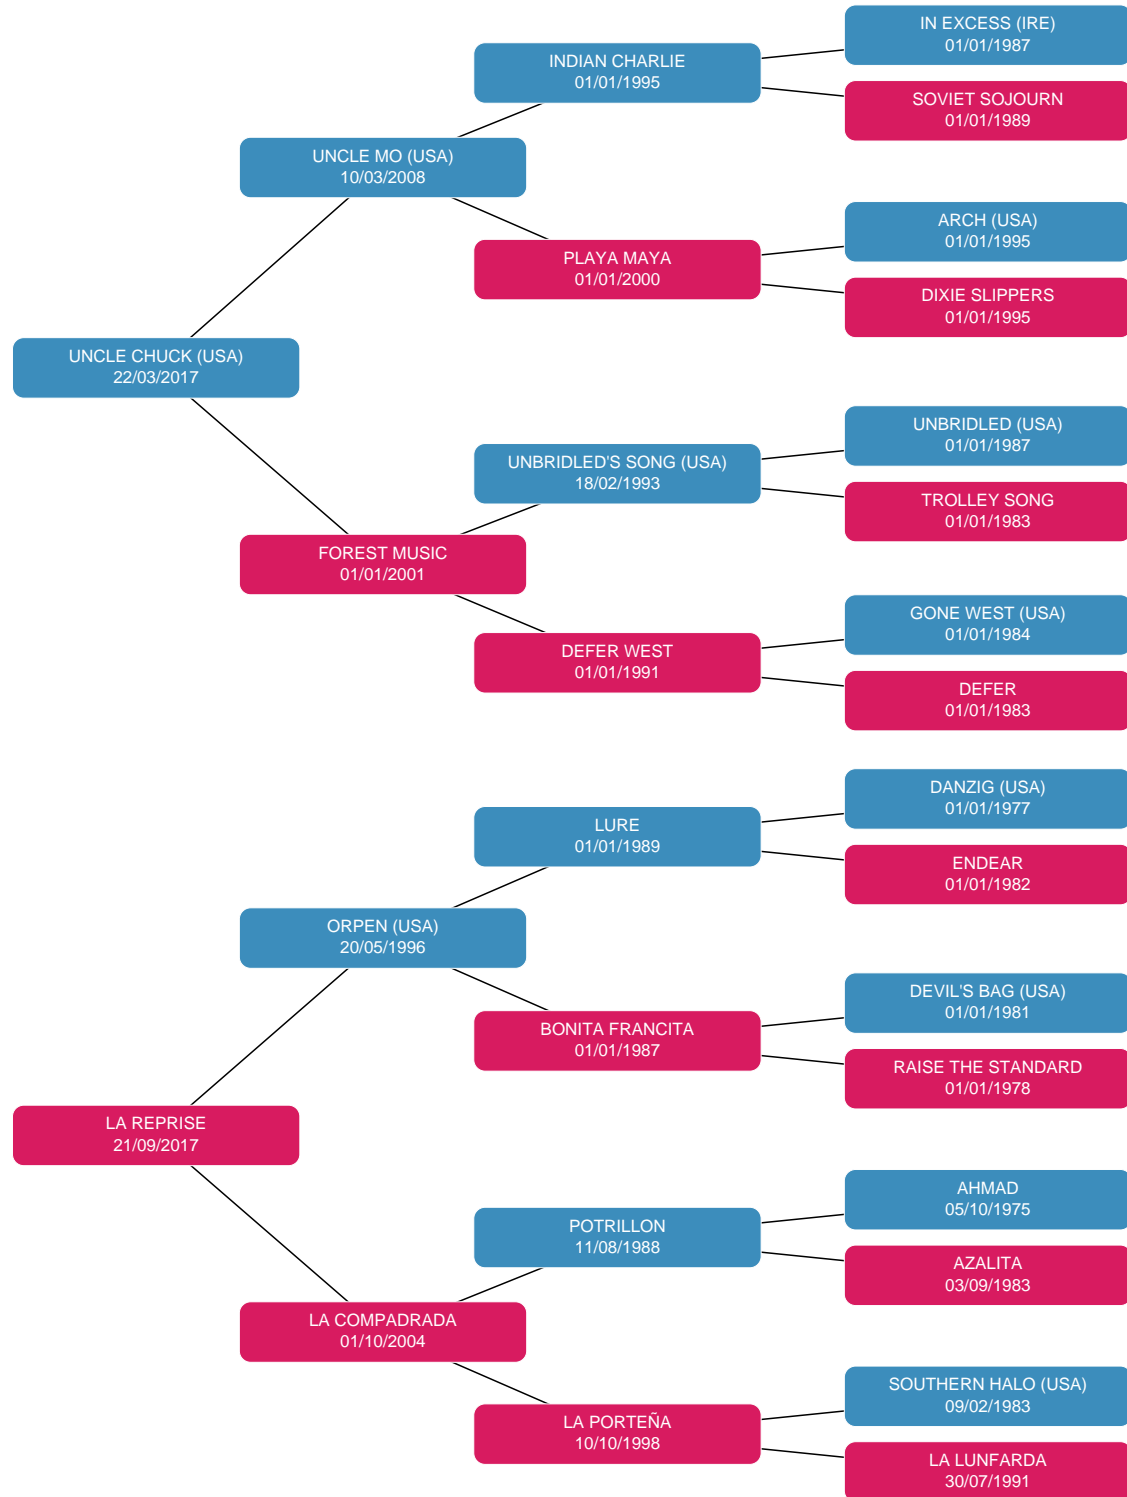 IN EXCESS (IRE)
01/01/1987
INDIAN CHARLIE
01/01/1995
SOVIET SOJOURN
01/01/1989
UNCLE MO (USA)
10/03/2008
ARCH (USA)
01/01/1995
PLAYA MAYA
01/01/2000
DIXIE SLIPPERS
01/01/1995
UNCLE CHUCK (USA)
22/03/2017
UNBRIDLED (USA)
01/01/1987
UNBRIDLED'S SONG (USA)
18/02/1993
TROLLEY SONG
01/01/1983
FOREST MUSIC
01/01/2001
GONE WEST (USA)
01/01/1984
DEFER WEST
01/01/1991
DEFER
01/01/1983
DANZIG (USA)
01/01/1977
LURE
01/01/1989
ENDEAR
01/01/1982
ORPEN (USA)
20/05/1996
DEVIL'S BAG (USA)
01/01/1981
BONITA FRANCITA
01/01/1987
RAISE THE STANDARD
01/01/1978
LA REPRISE
21/09/2017
AHMAD
05/10/1975
POTRILLON
11/08/1988
AZALITA
03/09/1983
LA COMPADRADA
01/10/2004
SOUTHERN HALO (USA)
09/02/1983
LA PORTEÑA
10/10/1998
LA LUNFARDA
30/07/1991